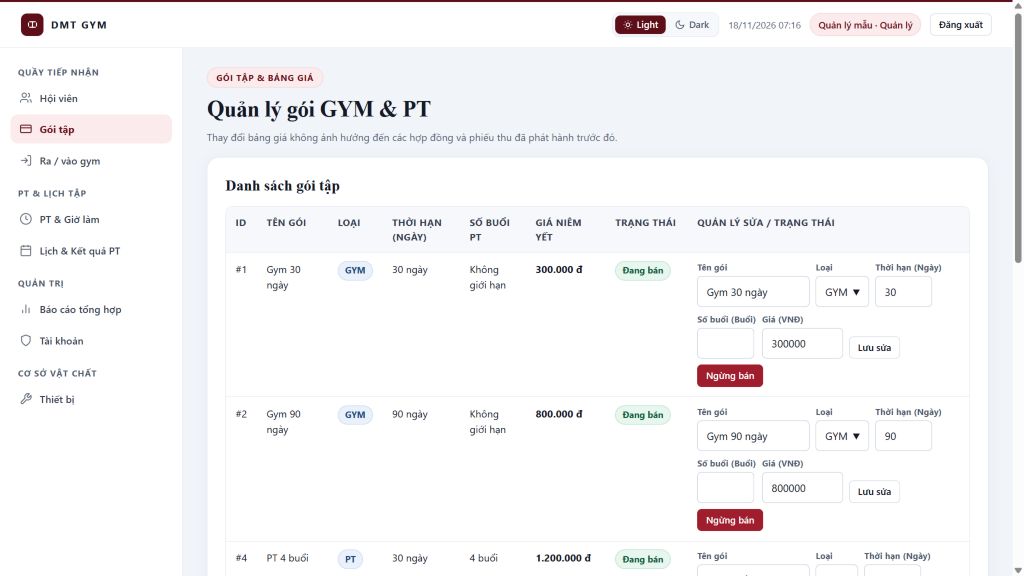 DMT GYM
Light
Dark
18/11/2026 07:16
Quản lý mẫu · Quản lý
Đăng xuất
QUẦY TIẾP NHẬN
Hội viên
Gói tập
Ra / vào gym
PT & LỊCH TẬP
PT & Giờ làm
Lịch & Kết quả PT
QUẢN TRỊ
Báo cáo tổng hợp
Tài khoản
CƠ SỞ VẬT CHẤT
Thiết bị
GÓI TẬP & BẢNG GIÁ
Quản lý gói GYM & PT
Thay đổi bảng giá không ảnh hưởng đến các hợp đồng và phiếu thu đã phát hành trước đó.
Danh sách gói tập
ID TÊN GÓI LOẠI THỜI HẠN (NGÀY) SỐ BUỔI PT GIÁ NIÊM YẾT TRẠNG THÁI QUẢN LÝ SỬA / TRẠNG THÁI
#1 Gym 30 ngày GYM 30 ngày Không giới hạn 300.000 đ Đang bán
Tên gói Loại Thời hạn (Ngày)
Gym 30 ngày GYM ▼ 30
Số buổi (Buổi) Giá (VNĐ)
300000 Lưu sửa
Ngừng bán
#2 Gym 90 ngày GYM 90 ngày Không giới hạn 800.000 đ Đang bán
Tên gói Loại Thời hạn (Ngày)
Gym 90 ngày GYM ▼ 90
Số buổi (Buổi) Giá (VNĐ)
800000 Lưu sửa
Ngừng bán
#4 PT 4 buổi PT 30 ngày 4 buổi 1.200.000 đ Đang bán
Tên gói Loại Thời hạn (Ngày)